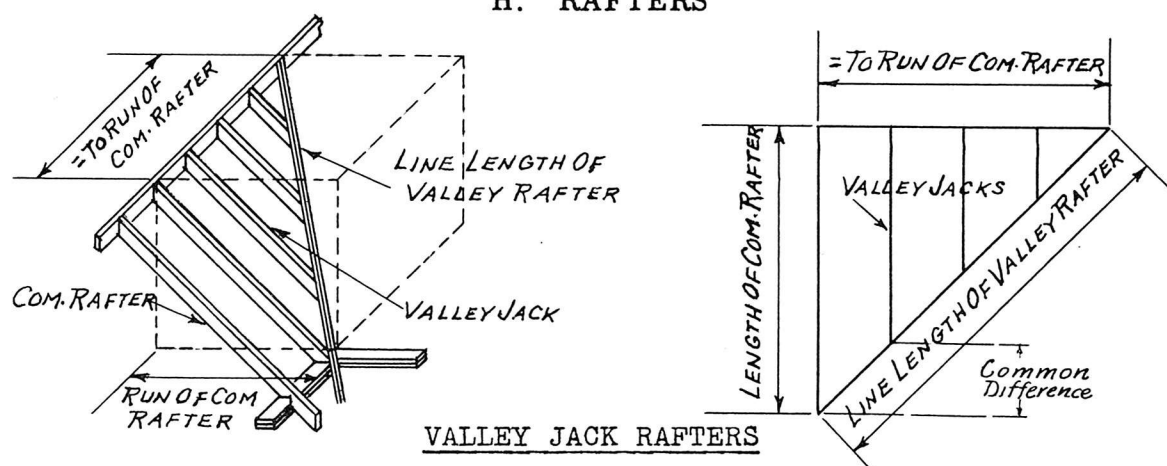 H. RAFTERS
=TO RUN OF
COM. RAFTER
LINE LENGTH OF
VALLEY RAFTER
COM. RAFTER
VALLEY JACK
RUN OF COM
RAFTER
=TO RUN OF COM. RAFTER
LENGTH OF COM. RAFTER
VALLEY JACKS
LINE LENGTH OF VALLEY RAFTER
Common
Difference
VALLEY JACK RAFTERS